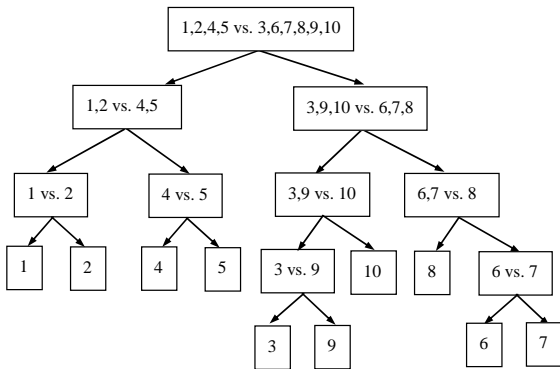 1,2,4,5 vs. 3,6,7,8,9,10
1,2 vs. 4,5
3,9,10 vs. 6,7,8
1 vs. 2
4 vs. 5
3,9 vs. 10
6,7 vs. 8
1
2
4
5
3 vs. 9
10
8
6 vs. 7
3
9
6
7